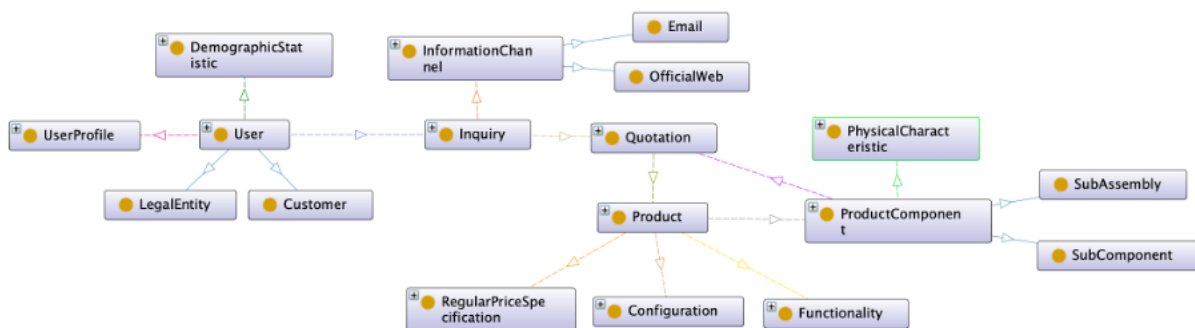 Email
DemographicStat
istic
InformationChan
nel
OfficialWeb
UserProfile
User
Inquiry
Quotation
PhysicalCharact
eristic
LegalEntity
Customer
Product
ProductComponen
t
SubAssembly
SubComponent
RegularPriceSpe
cification
Configuration
Functionality